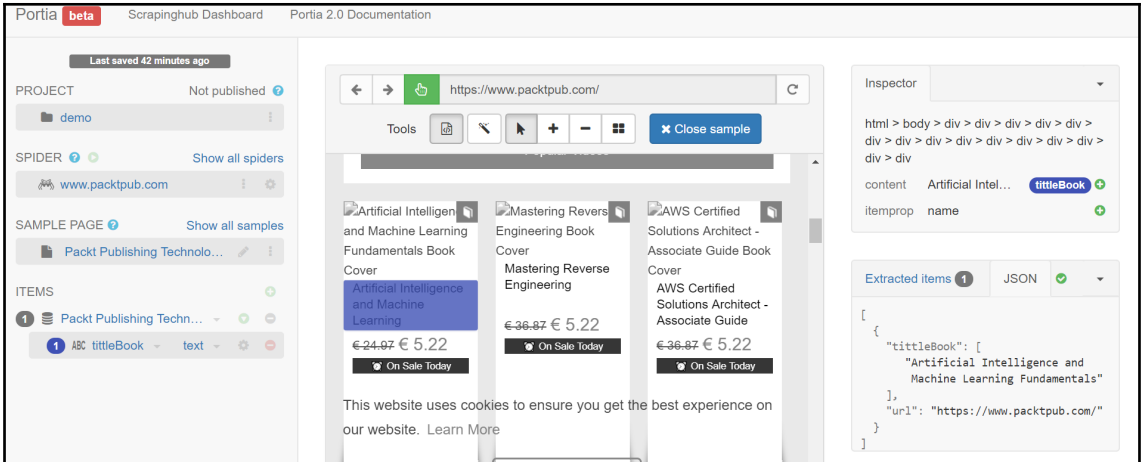 Portia beta Scrapinghub Dashboard Portia 2.0 Documentation
Last saved 42 minutes ago
PROJECT Not published ?
demo
SPIDER ? Show all spiders
www.packtpub.com
SAMPLE PAGE ? Show all samples
Packt Publishing Technolo...
ITEMS
1 Packt Publishing Techn...
1 ABC tittleBook text
https://www.packtpub.com/
Tools Close sample
Popular Videos
Artificial Intelligen
and Machine Learning
Fundamentals Book
Cover
Artificial Intelligence
and Machine
Learning
€ 24.97 € 5.22
On Sale Today
Mastering Revers
Engineering Book
Cover
Mastering Reverse
Engineering
€ 36.87 € 5.22
On Sale Today
AWS Certified
Solutions Architect -
Associate Guide Book
Cover
AWS Certified
Solutions Architect -
Associate Guide
€ 36.87 € 5.22
On Sale Today
This website uses cookies to ensure you get the best experience on
our website. Learn More
Inspector
html > body > div > div > div > div > div >
div > div > div > div > div > div > div > div >
div > div
content Artificial Intel... tittleBook
itemprop name
Extracted items 1 JSON
[
{
"tittleBook": [
"Artificial Intelligence and
Machine Learning Fundamentals"
],
"url": "https://www.packtpub.com/"
}
]